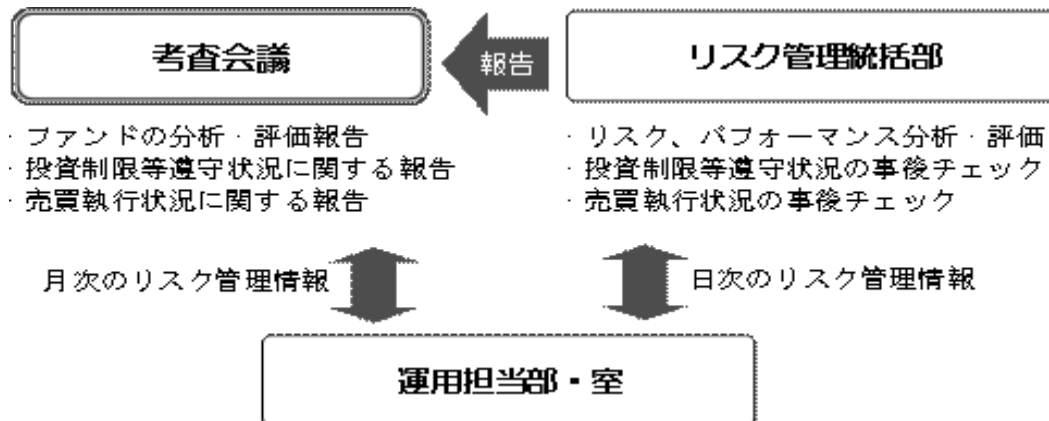 考査会議
報告
リスク管理統括部
・ファンドの分析・評価報告
・投資制限等遵守状況に関する報告
・売買執行状況に関する報告
・リスク、パフォーマンス分析・評価
・投資制限等遵守状況の事後チェック
・売買執行状況の事後チェック
月次のリスク管理情報
日次のリスク管理情報
運用担当部・室